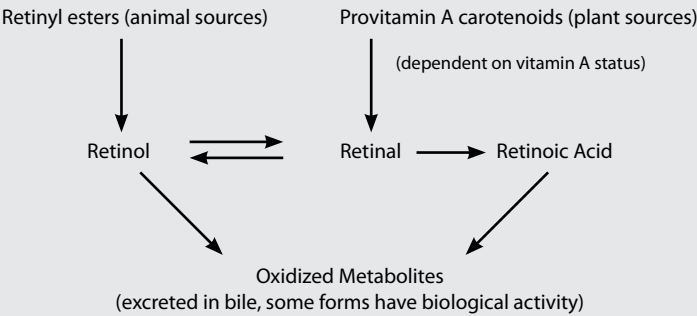 Retinyl esters (animal sources)
Provitamin A carotenoids (plant sources)
(dependent on vitamin A status)
Retinol
Retinal
Retinoic Acid
Oxidized Metabolites
(excreted in bile, some forms have biological activity)